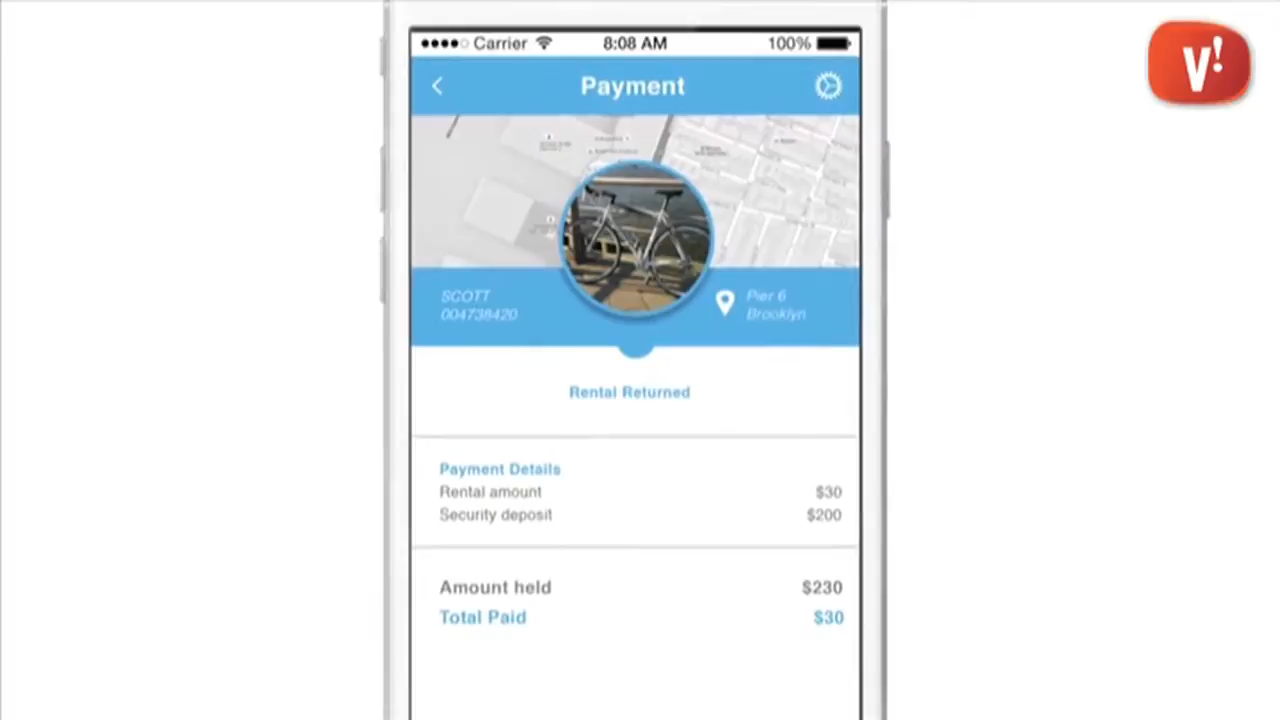 Carrier 8:08 AM 100%
Payment
SCOTT
004738420
Pier 6
Brooklyn
Rental Returned
Payment Details
Rental amount $30
Security deposit $200
Amount held $230
Total Paid $30
V!